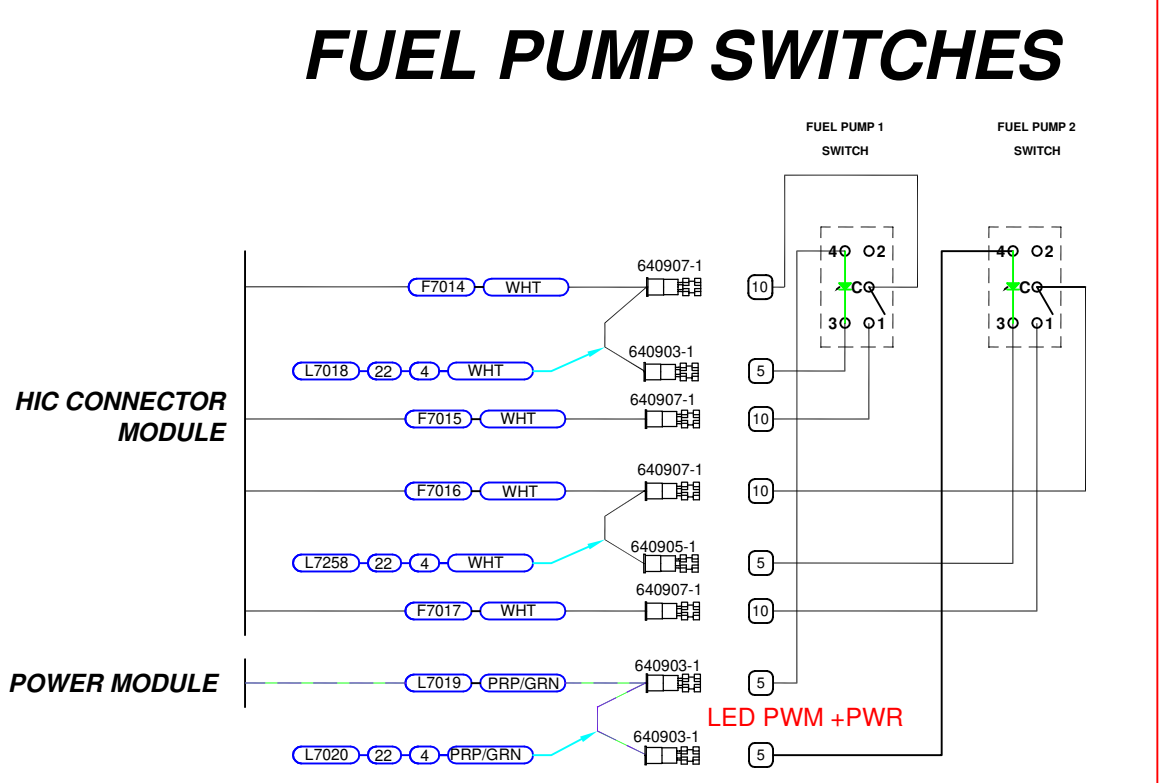 FUEL PUMP SWITCHES
FUEL PUMP 1
SWITCH
FUEL PUMP 2
SWITCH
4 2
C
3 1
4 2
C
3 1
HIC CONNECTOR
MODULE
F7014 WHT 640907-1 10
L7018 22 4 WHT 640903-1 5
F7015 WHT 640907-1 10
F7016 WHT 640907-1 10
L7258 22 4 WHT 640905-1 5
F7017 WHT 640907-1 10
POWER MODULE
L7019 PRP/GRN 640903-1 5
LED PWM +PWR
L7020 22 4 PRP/GRN 640903-1 5